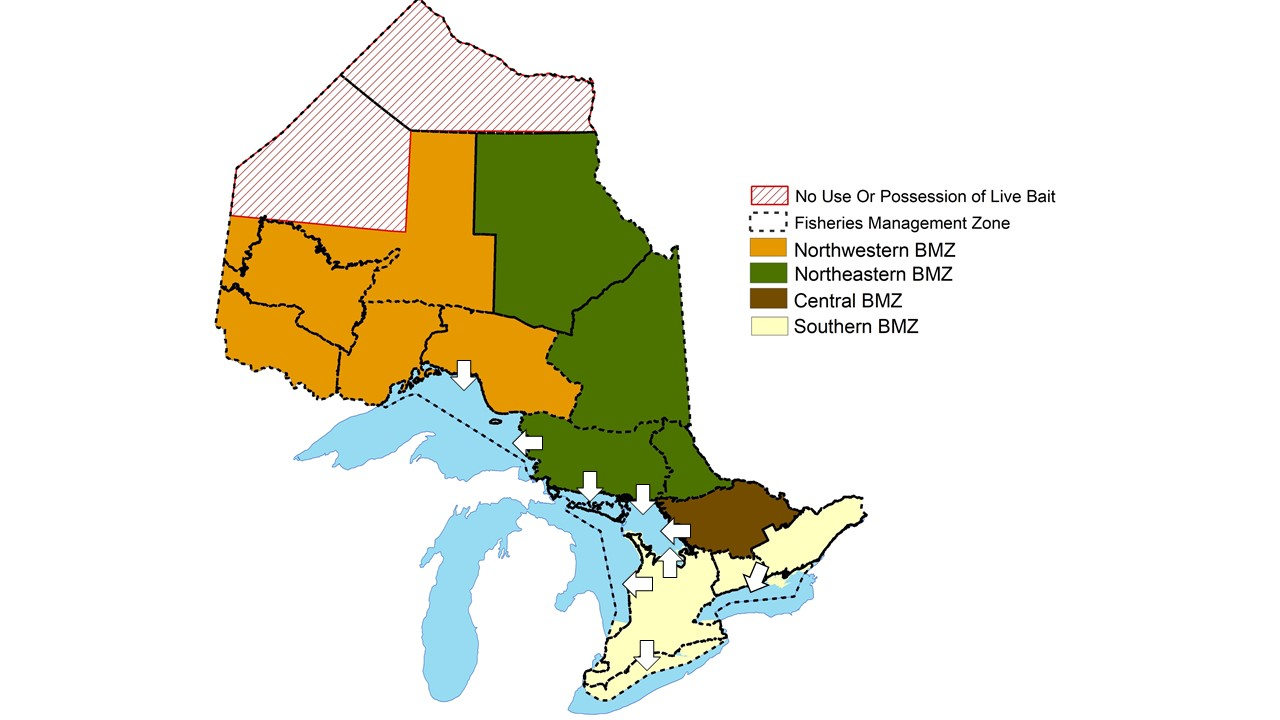 No Use Or Possession of Live Bait
Fisheries Management Zone
Northwestern BMZ
Northeastern BMZ
Central BMZ
Southern BMZ